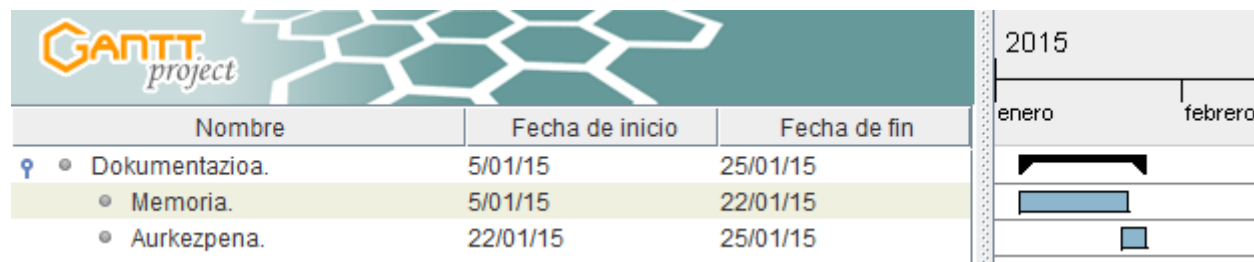 GANTT
project
2015
enero febrero
Nombre Fecha de inicio Fecha de fin
Dokumentazioa. 5/01/15 25/01/15
Memoria. 5/01/15 22/01/15
Aurkezpena. 22/01/15 25/01/15